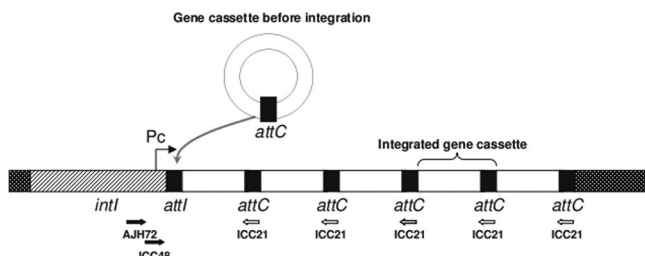 Gene cassette before integration
attC
Pc
Integrated gene cassette
intI attI attC attC attC attC attC
AJH72 ICC21 ICC21 ICC21 ICC21 ICC21
ICC48